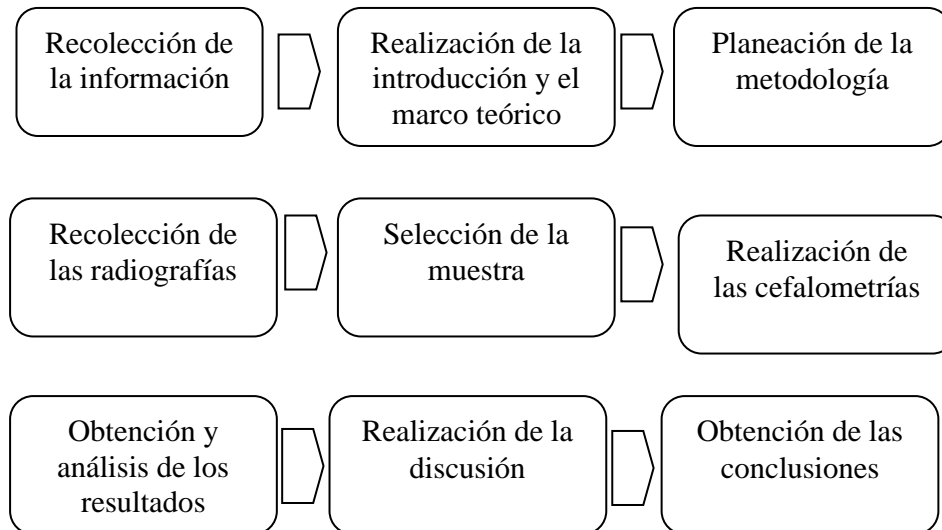 Recolección de
la información
Realización de la
introducción y el
marco teórico
Planeación de la
metodología
Recolección de
las radiografías
Selección de la
muestra
Realización de
las cefalometrías
Obtención y
análisis de los
resultados
Realización de la
discusión
Obtención de las
conclusiones